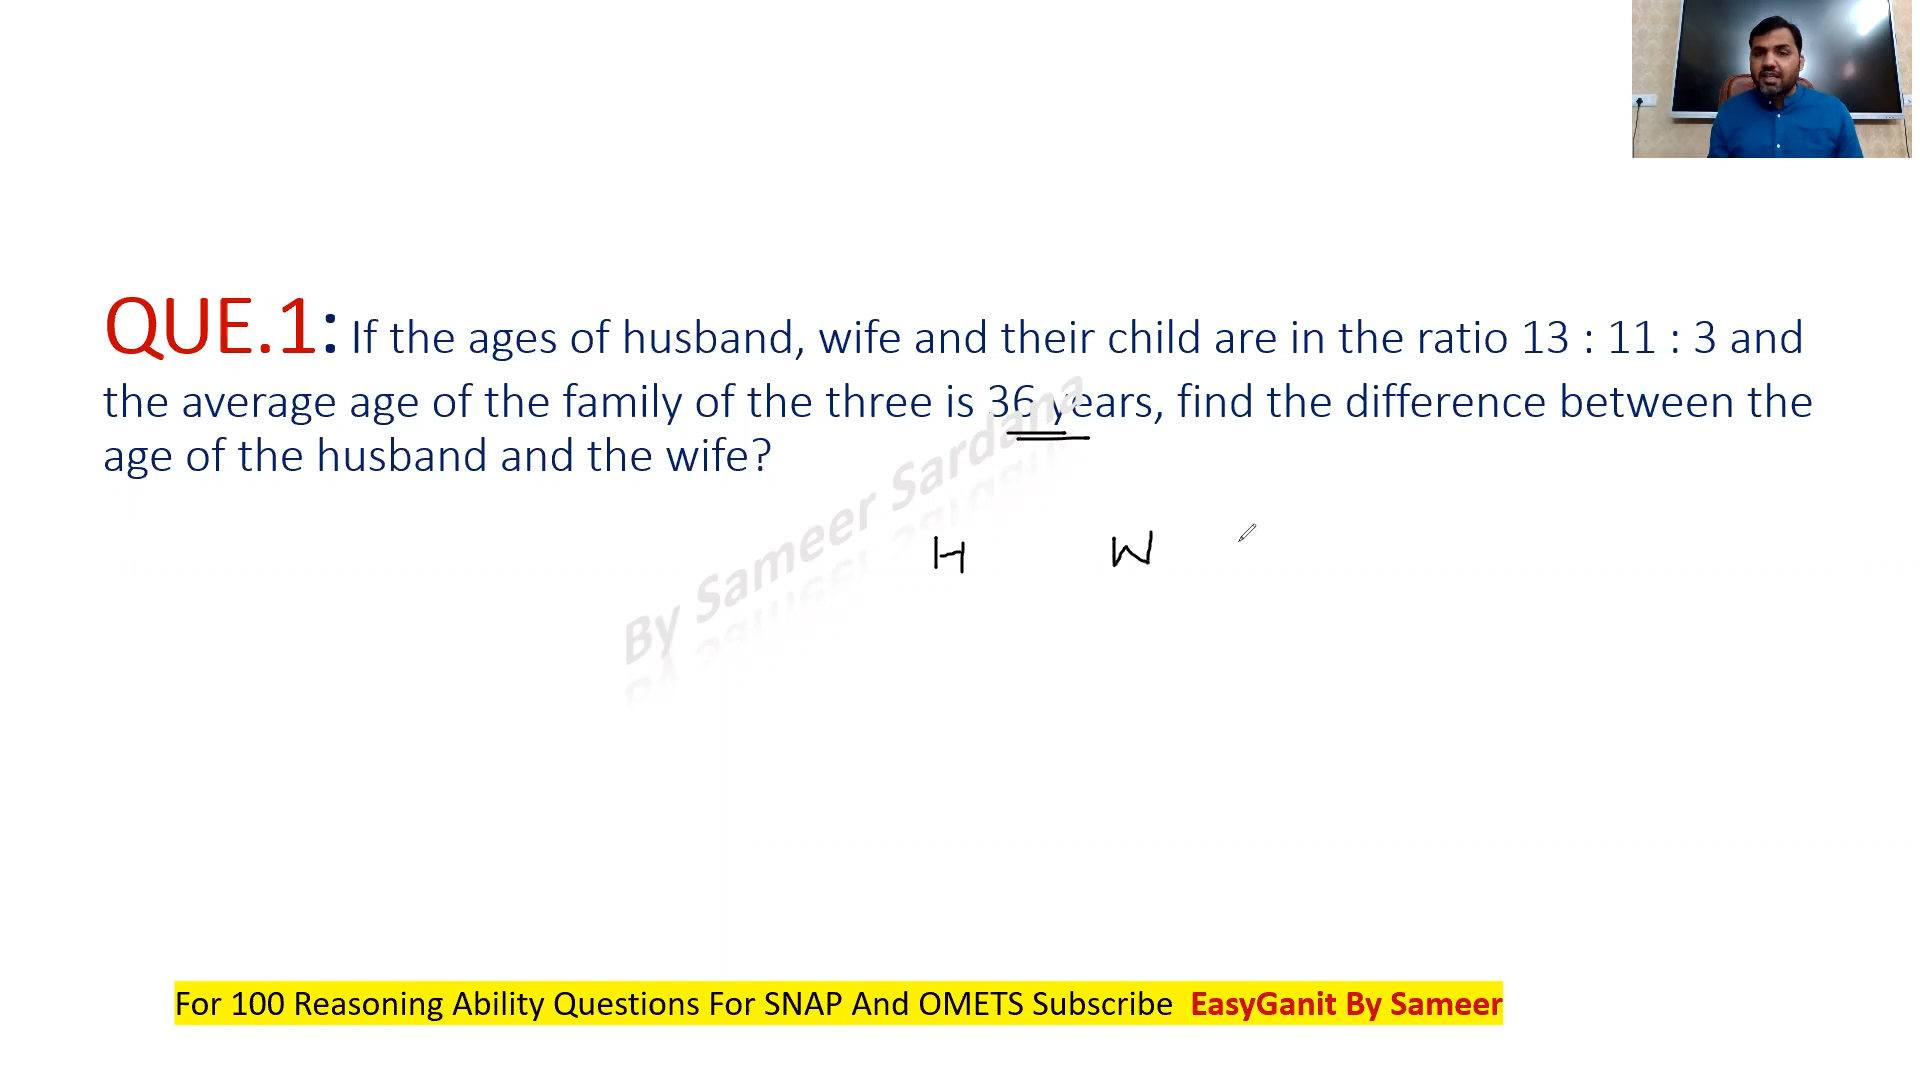 QUE.1: If the ages of husband, wife and their child are in the ratio 13 : 11 : 3 and
the average age of the family of the three is 36 years, find the difference between the
age of the husband and the wife?
By Sameer Sardana
H W
For 100 Reasoning Ability Questions For SNAP And OMETS Subscribe EasyGanit By Sameer